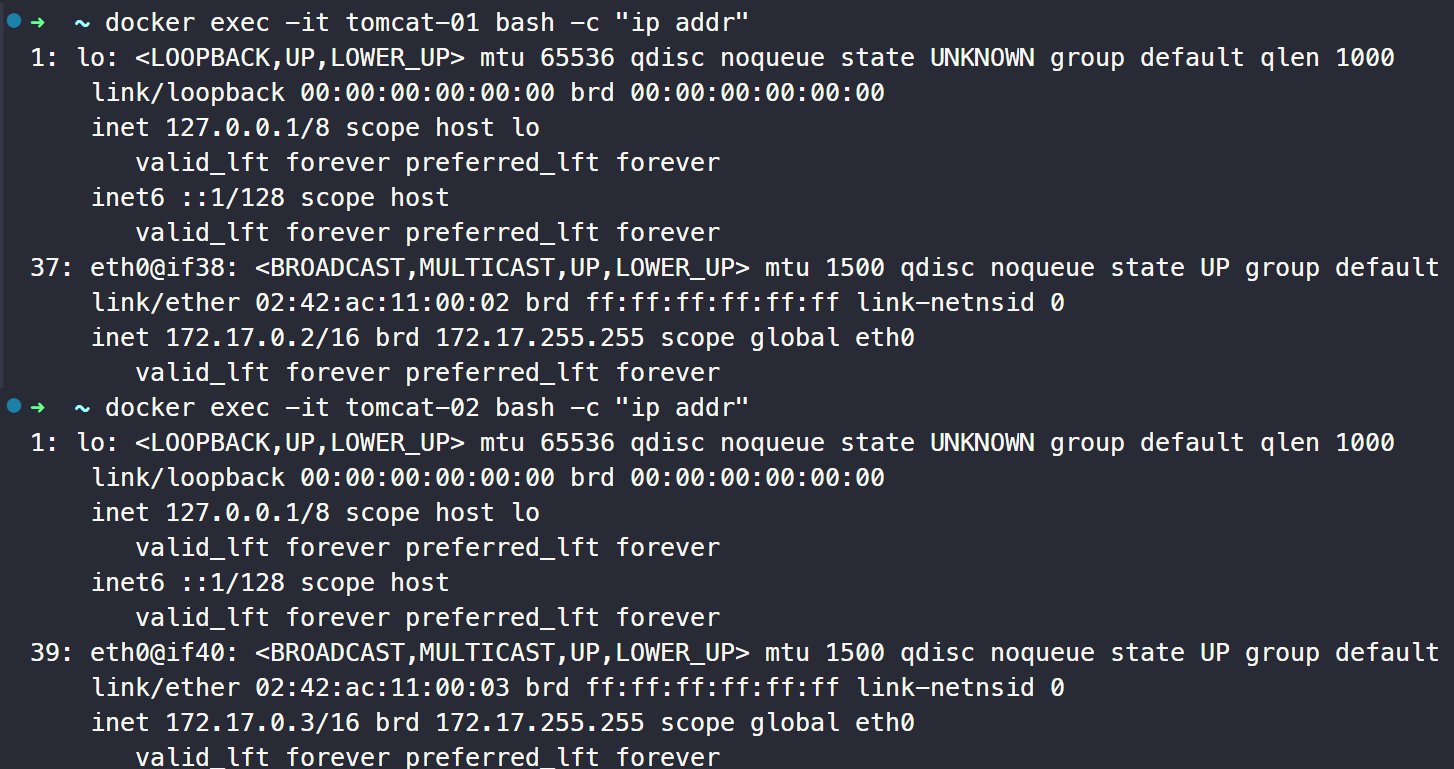 ➜  ~ docker exec -it tomcat-01 bash -c "ip addr"
1: lo: <LOOPBACK,UP,LOWER_UP> mtu 65536 qdisc noqueue state UNKNOWN group default qlen 1000
    link/loopback 00:00:00:00:00:00 brd 00:00:00:00:00:00
    inet 127.0.0.1/8 scope host lo
       valid_lft forever preferred_lft forever
    inet6 ::1/128 scope host
       valid_lft forever preferred_lft forever
37: eth0@if38: <BROADCAST,MULTICAST,UP,LOWER_UP> mtu 1500 qdisc noqueue state UP group default
    link/ether 02:42:ac:11:00:02 brd ff:ff:ff:ff:ff:ff link-netnsid 0
    inet 172.17.0.2/16 brd 172.17.255.255 scope global eth0
       valid_lft forever preferred_lft forever
➜  ~ docker exec -it tomcat-02 bash -c "ip addr"
1: lo: <LOOPBACK,UP,LOWER_UP> mtu 65536 qdisc noqueue state UNKNOWN group default qlen 1000
    link/loopback 00:00:00:00:00:00 brd 00:00:00:00:00:00
    inet 127.0.0.1/8 scope host lo
       valid_lft forever preferred_lft forever
    inet6 ::1/128 scope host
       valid_lft forever preferred_lft forever
39: eth0@if40: <BROADCAST,MULTICAST,UP,LOWER_UP> mtu 1500 qdisc noqueue state UP group default
    link/ether 02:42:ac:11:00:03 brd ff:ff:ff:ff:ff:ff link-netnsid 0
    inet 172.17.0.3/16 brd 172.17.255.255 scope global eth0
       valid_lft forever preferred_lft forever